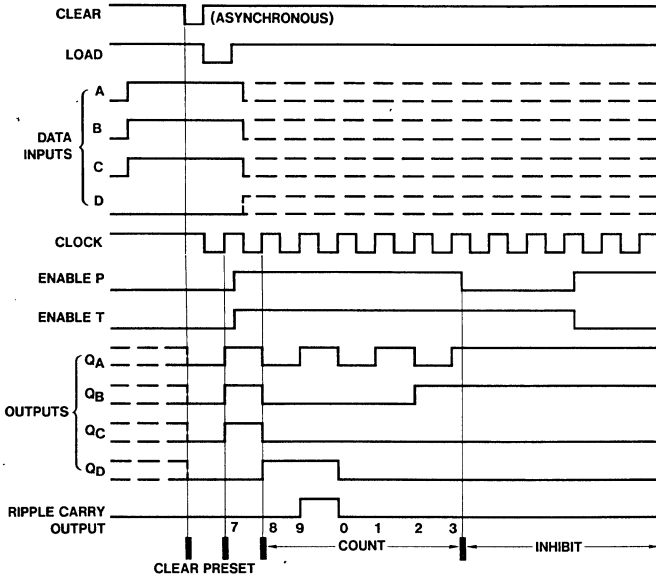 CLEAR
(ASYNCHRONOUS)
LOAD
A
B
DATA
INPUTS
C
D
CLOCK
ENABLE P
ENABLE T
QA
QB
OUTPUTS
QC
QD
RIPPLE CARRY
OUTPUT
7 8 9 0 1 2 3
COUNT
INHIBIT
CLEAR PRESET